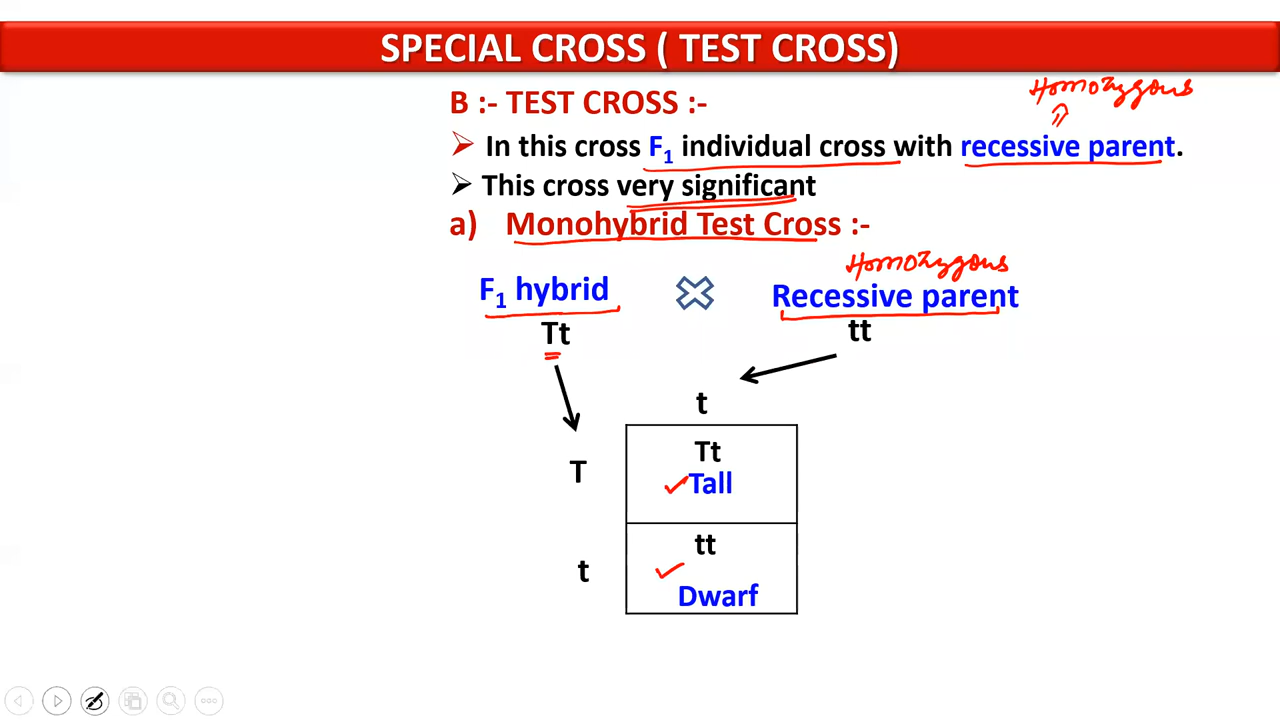 SPECIAL CROSS ( TEST CROSS)
Homozygous
B :- TEST CROSS :-
➢ In this cross F₁ individual cross with recessive parent.
➢ This cross very significant
a) Monohybrid Test Cross :-
Homozygous
F₁ hybrid Recessive parent
Tt tt
t
Tt
T Tall
tt
t
Dwarf